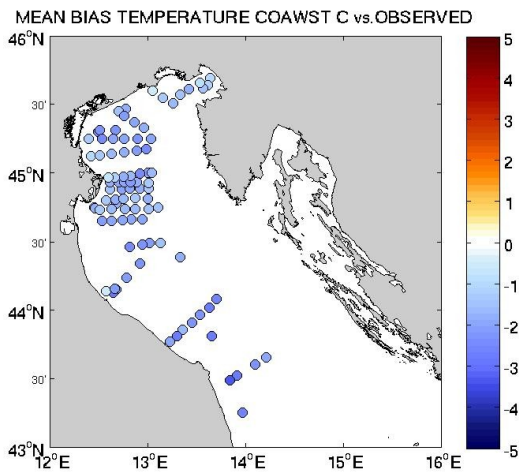 MEAN BIAS TEMPERATURE COAWST C vs.OBSERVED
46°N
30'
45°N
30'
44°N
30'
43°N
12°E
13°E
14°E
15°E
16°E
5
4
3
2
1
0
-1
-2
-3
-4
-5